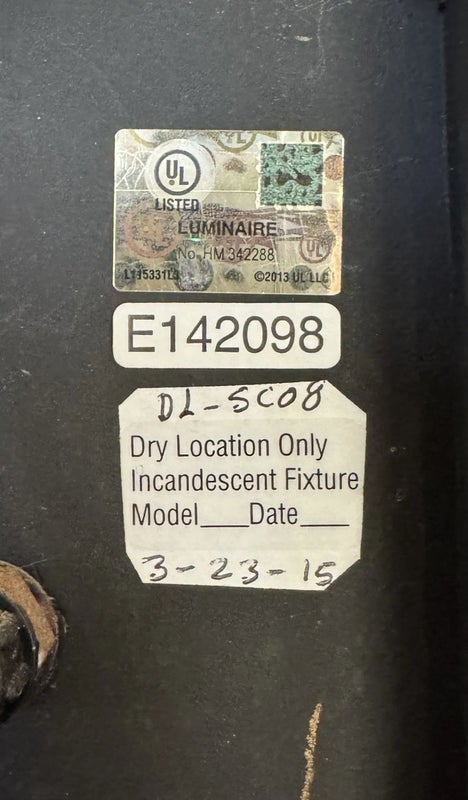 UL
LISTED
LUMINAIRE
No. HM 342288
©2013 UL LLC
E142098
DL-SC08
Dry Location Only
Incandescent Fixture
Model___Date___
3-23-15